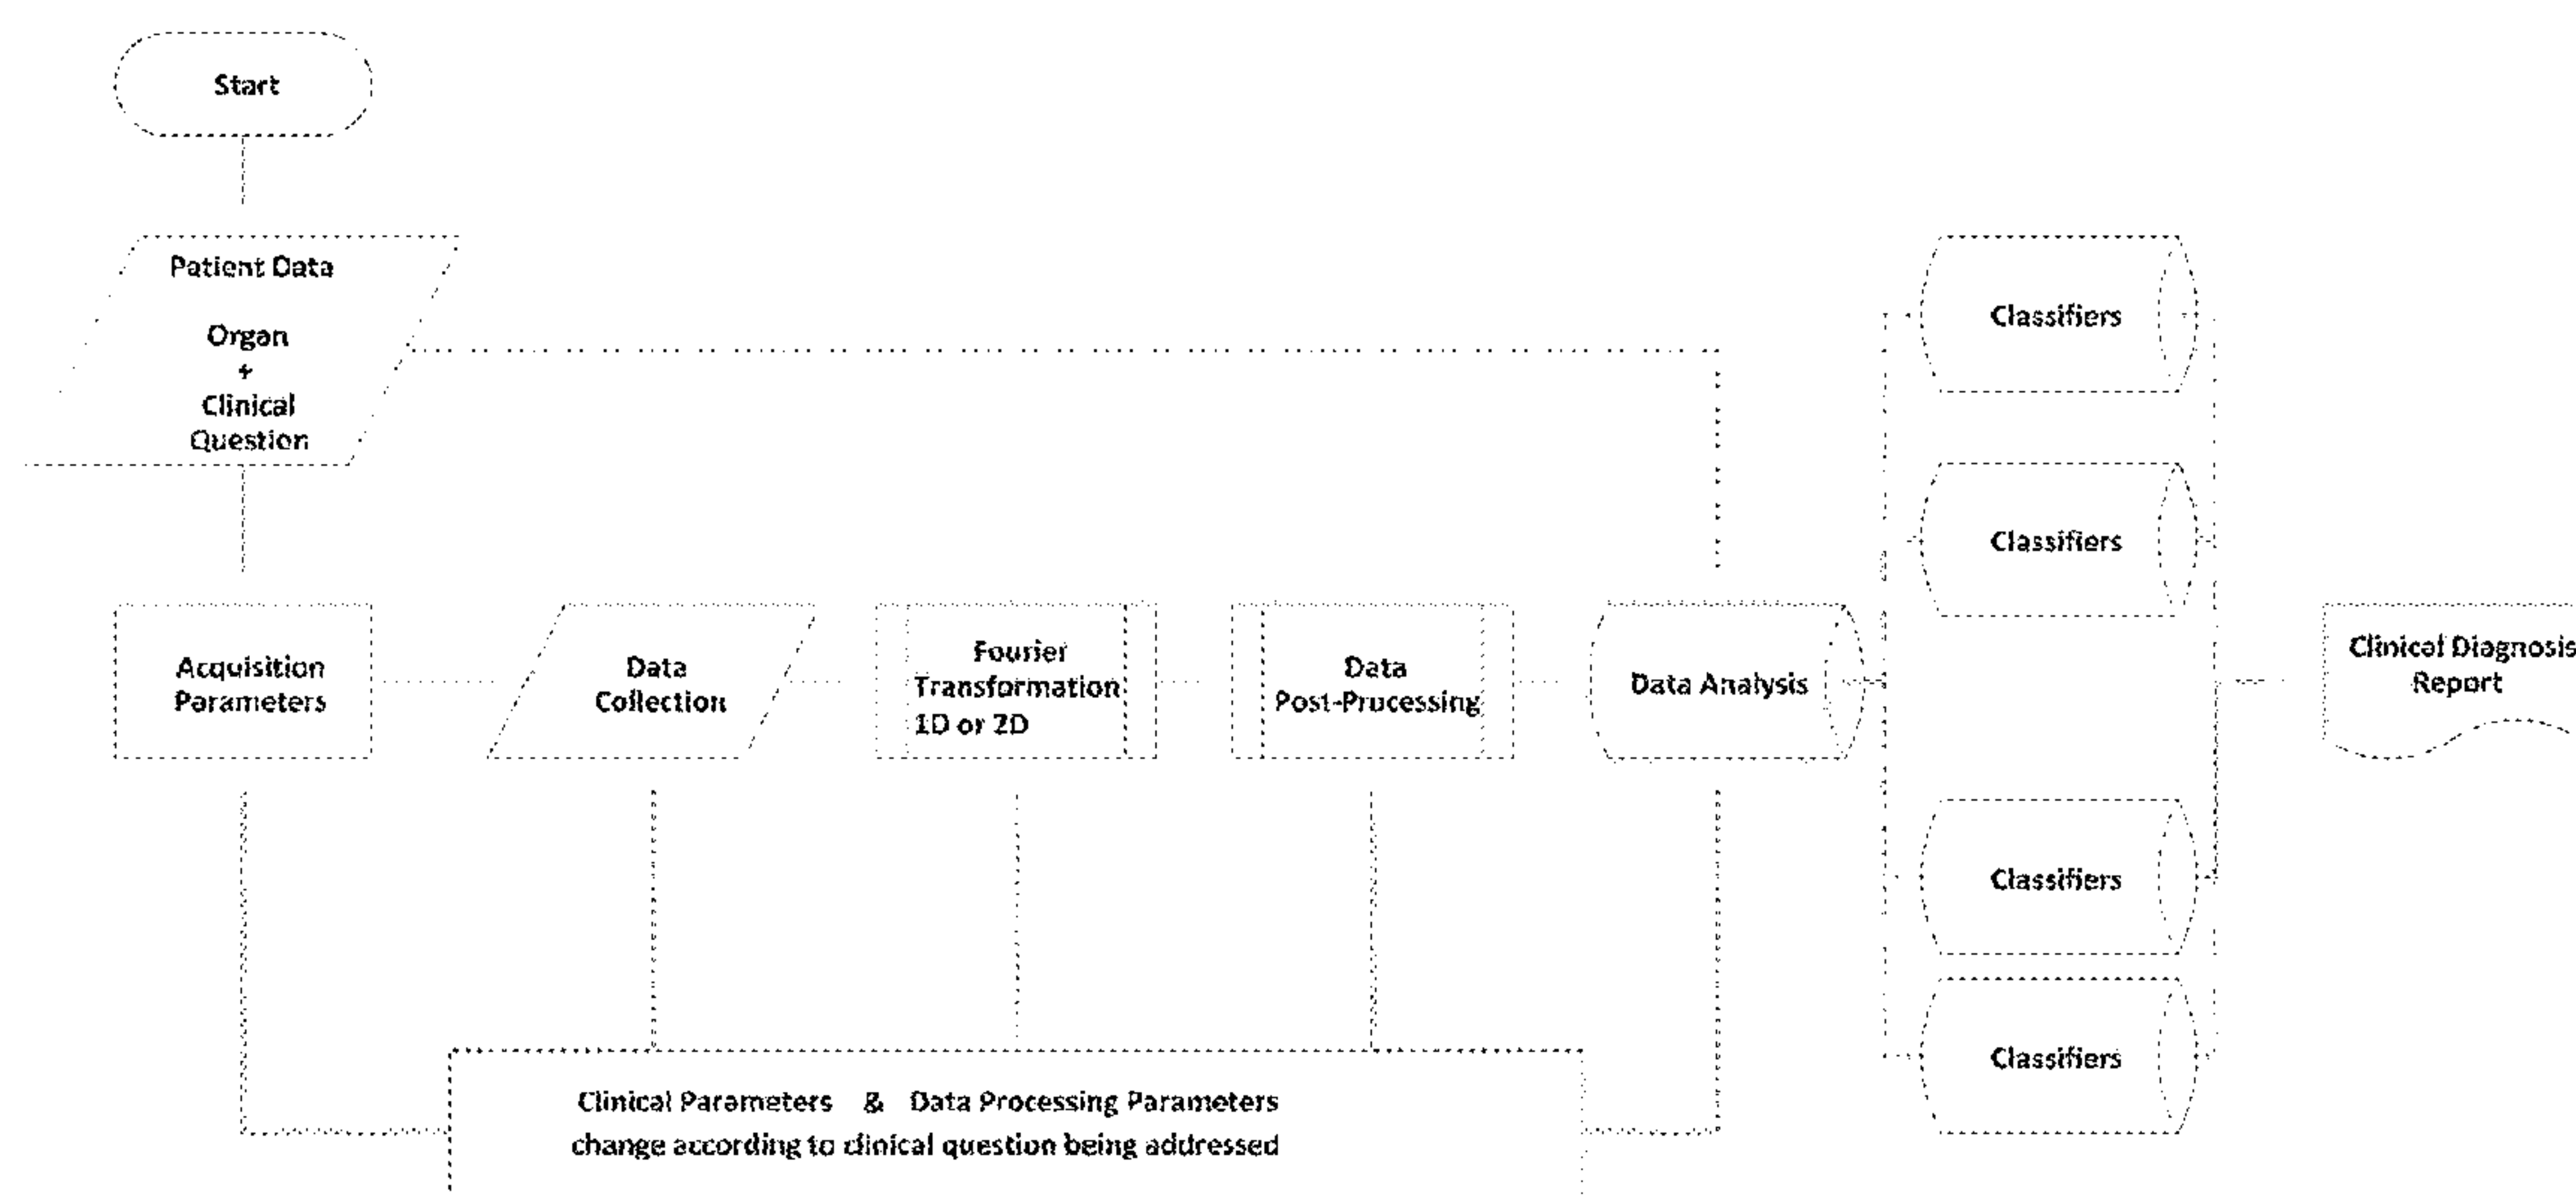 Start
Patient Data
Organ
+
Clinical
Question
Acquisition
Parameters
Data
Collection
Fourier
Transformation
1D or 2D
Data
Post-Processing
Data Analysis
Classifiers
Classifiers
Classifiers
Classifiers
Clinical Diagnosis
Report
Clinical Parameters & Data Processing Parameters
change according to clinical question being addressed